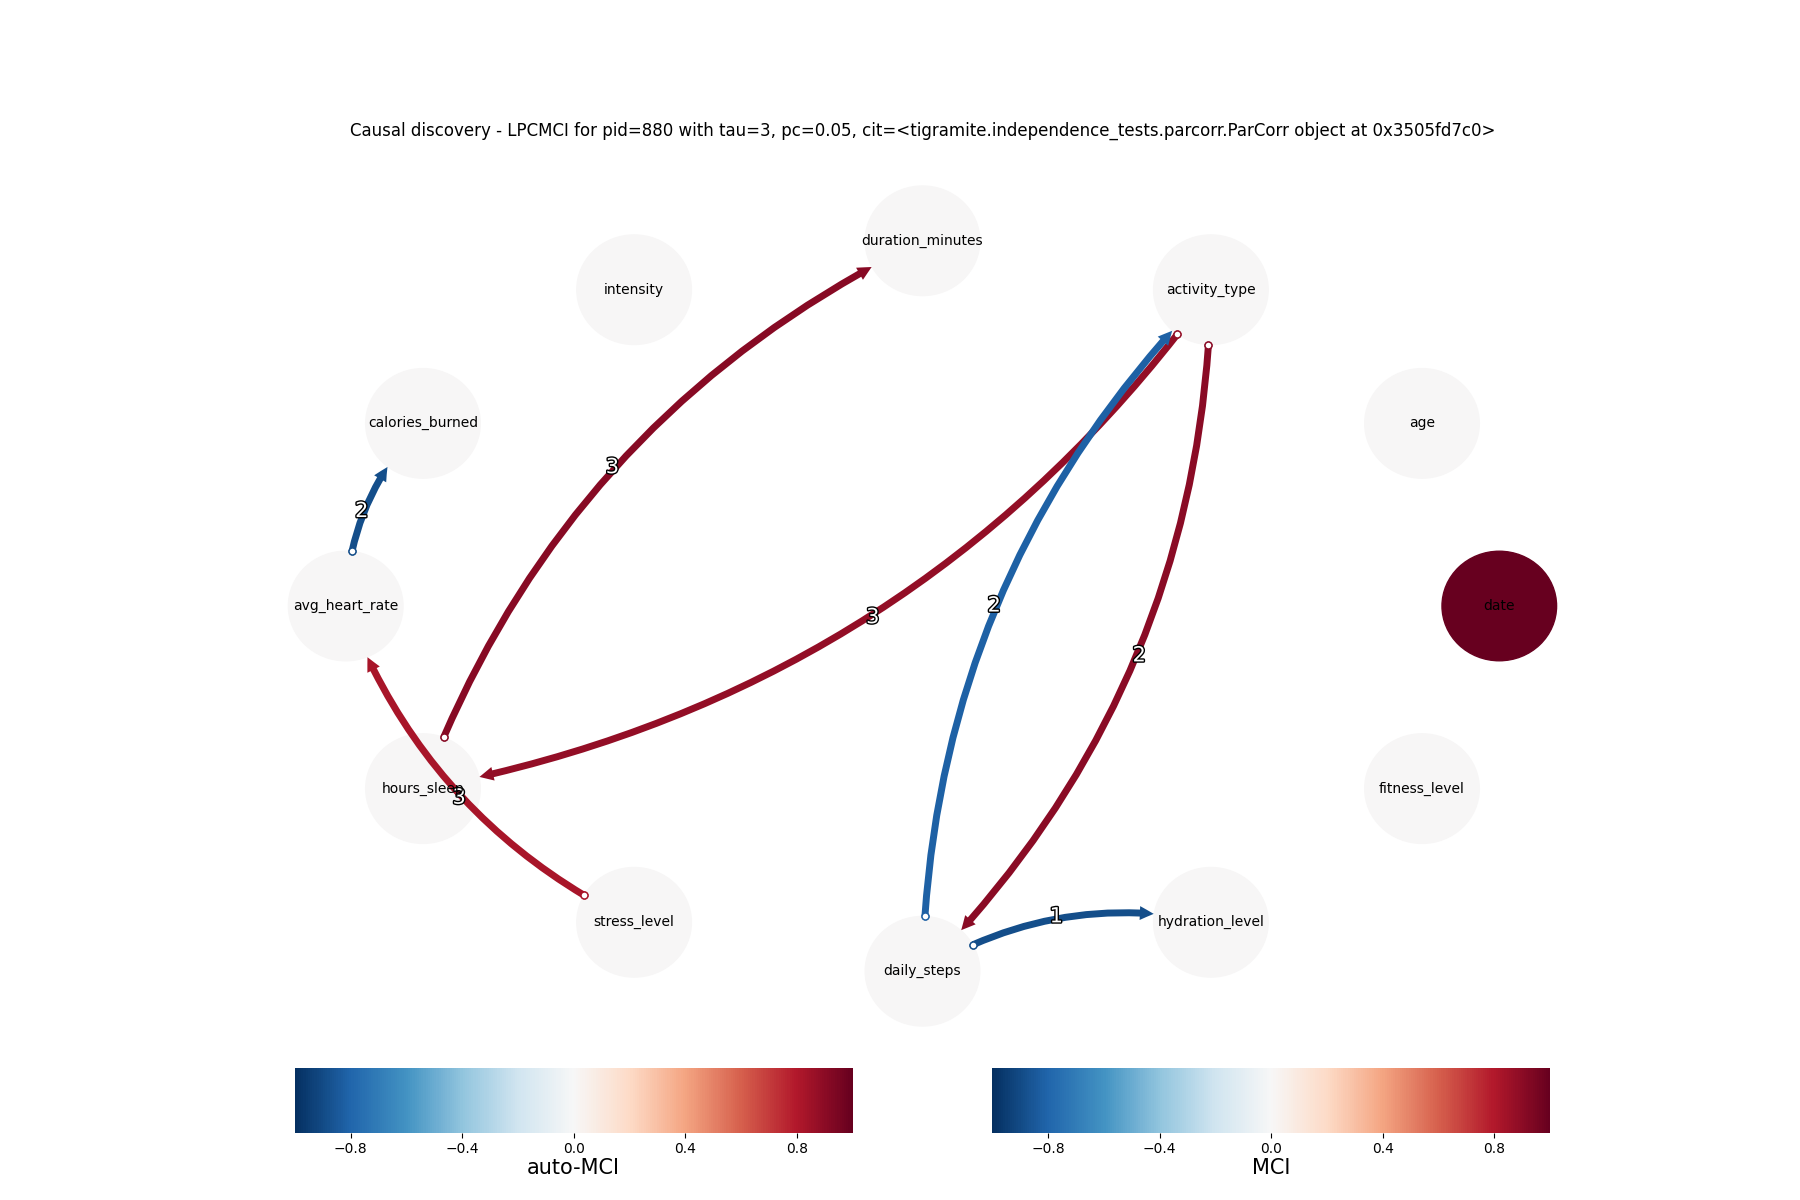 Causal discovery - LPCMCI for pid=880 with tau=3, pc=0.05, cit=<tigramite.independence_tests.parcorr.ParCorr object at 0x3505fd7c0>
duration_minutes
intensity
activity_type
calories_burned
age
3
2
avg_heart_rate
3
2
date
2
hours_sleep
3
fitness_level
stress_level
1
hydration_level
daily_steps
−0.8 −0.4 0.0 0.4 0.8
auto-MCI
−0.8 −0.4 0.0 0.4 0.8
MCI